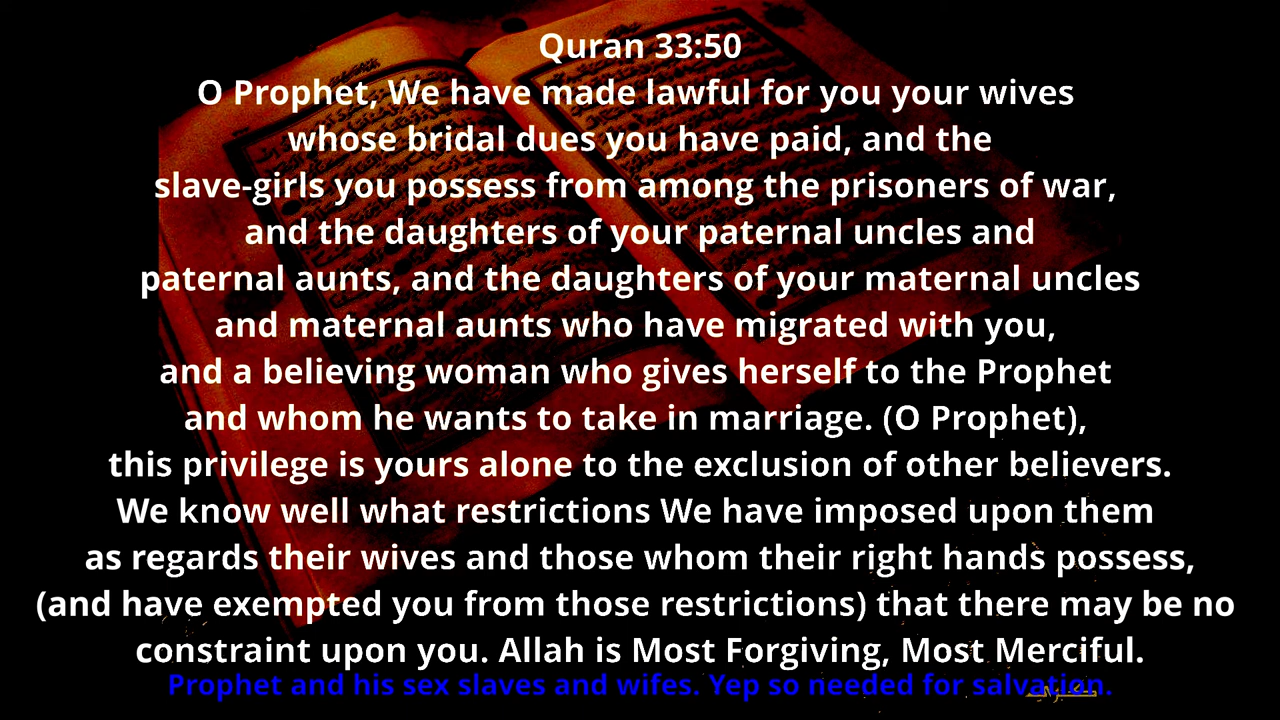 Quran 33:50
O Prophet, We have made lawful for you your wives
whose bridal dues you have paid, and the
slave-girls you possess from among the prisoners of war,
and the daughters of your paternal uncles and
paternal aunts, and the daughters of your maternal uncles
and maternal aunts who have migrated with you,
and a believing woman who gives herself to the Prophet
and whom he wants to take in marriage. (O Prophet),
this privilege is yours alone to the exclusion of other believers.
We know well what restrictions We have imposed upon them
as regards their wives and those whom their right hands possess,
(and have exempted you from those restrictions) that there may be no
constraint upon you. Allah is Most Forgiving, Most Merciful.
Prophet and his sex slaves and wifes. Yep so needed for salvation.